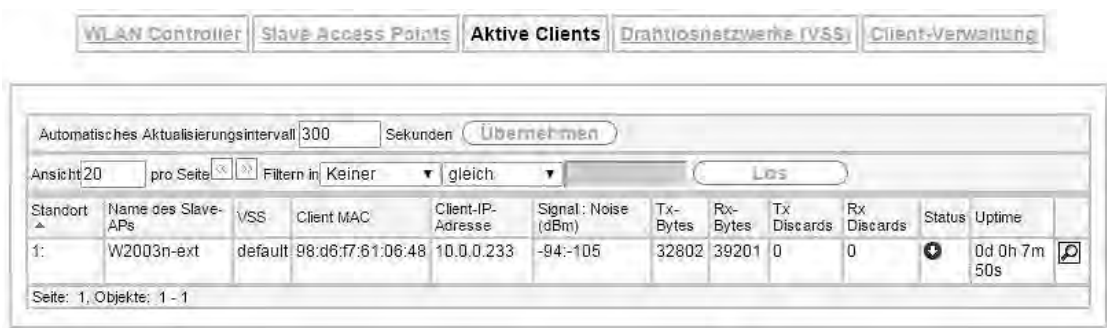 WLAN Controller Slave Access Points Aktive Clients Drahtlosnetzwerke (VSS) Client-Verwaltung
Automatisches Aktualisierungsintervall 300 Sekunden Übernehmen
Ansicht 20 pro Seite << >> Filtern in Keiner gleich Los
Standort Name des Slave-APs VSS Client MAC Client-IP-Adresse Signal : Noise (dBm) Tx-Bytes Rx-Bytes Tx Discards Rx Discards Status Uptime
1: W2003n-ext default 98:d6:f7:61:06:48 10.0.0.233 -94:-105 32802 39201 0 0 0d 0h 7m 50s
Seite: 1, Objekte: 1 - 1